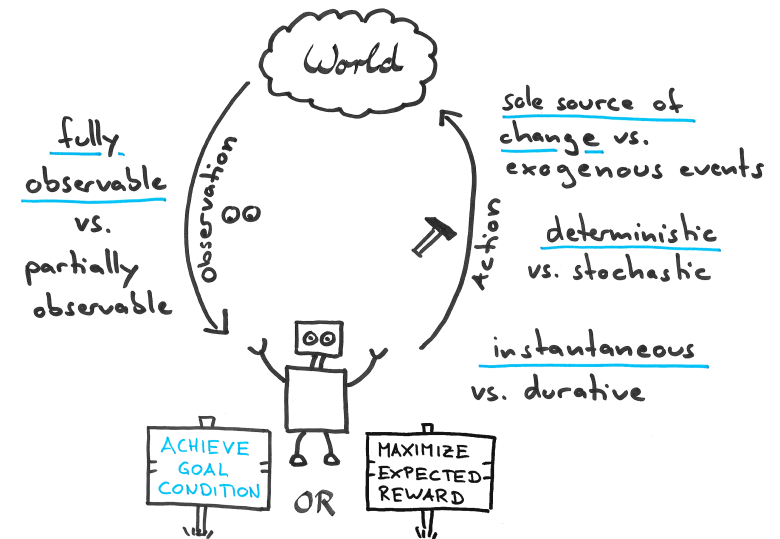 World
fully
observable
vs.
partially
observable
Observation
Action
sole source of
change vs.
exogenous events
deterministic
vs. stochastic
instantaneous
vs. durative
ACHIEVE
GOAL
CONDITION
OR
MAXIMIZE
EXPECTED
REWARD